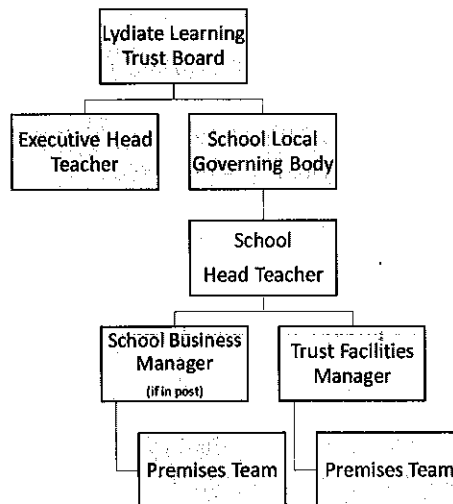 Lydiate Learning
Trust Board
Executive Head
Teacher
School Local
Governing Body
School
Head Teacher
School Business
Manager
(if in post)
Trust Facilities
Manager
Premises Team
Premises Team